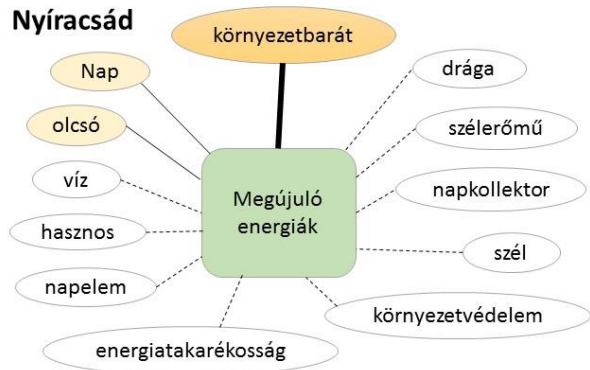 Nyíracsád
környezetbarát
Nap
drága
olcsó
szélerőmű
víz
Megújuló
energiák
napkollektor
hasznos
szél
napelem
környezetvédelem
energiatakarékosság